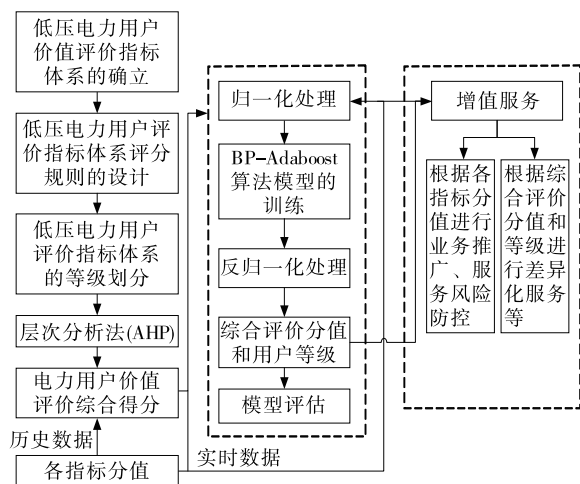 低压电力用户
价值评价指标
体系的确立
低压电力用户评
价指标体系评分
规则的设计
低压电力用户
评价指标体系
的等级划分
层次分析法(AHP)
电力用户价值
评价综合得分
历史数据
各指标分值
实时数据
归一化处理
BP-Adaboost
算法模型的
训练
反归一化处理
综合评价分值
和用户等级
模型评估
增值服务
根据各
指标分
值进行
业务推
广、服
务风险
防控
根据综
合评价
分值和
等级进
行差异
化服务
等